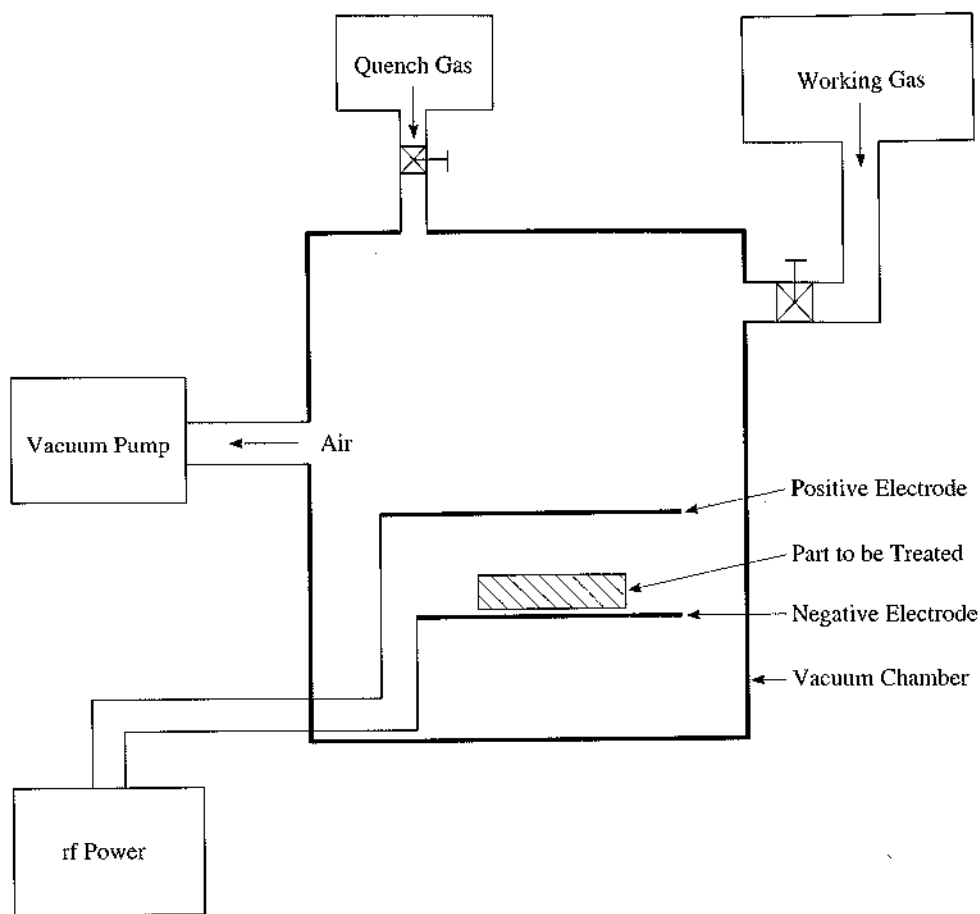 Quench Gas
Working Gas
Vacuum Pump
Air
Positive Electrode
Part to be Treated
Negative Electrode
Vacuum Chamber
rf Power